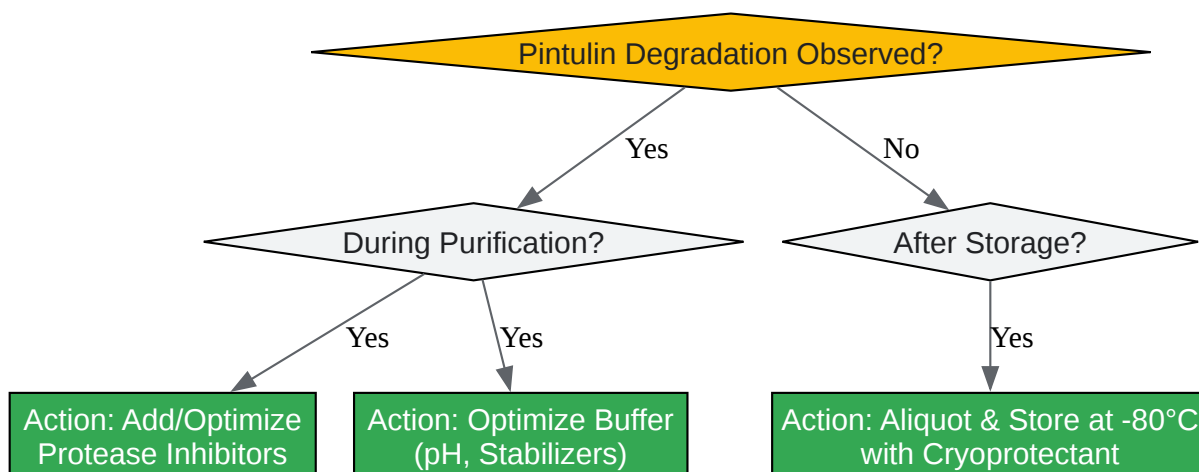 Pintulin Degradation Observed?
Yes
No
During Purification?
After Storage?
Yes
Yes
Yes
Action: Add/Optimize
Protease Inhibitors
Action: Optimize Buffer
(pH, Stabilizers)
Action: Aliquot & Store at -80°C
with Cryoprotectant